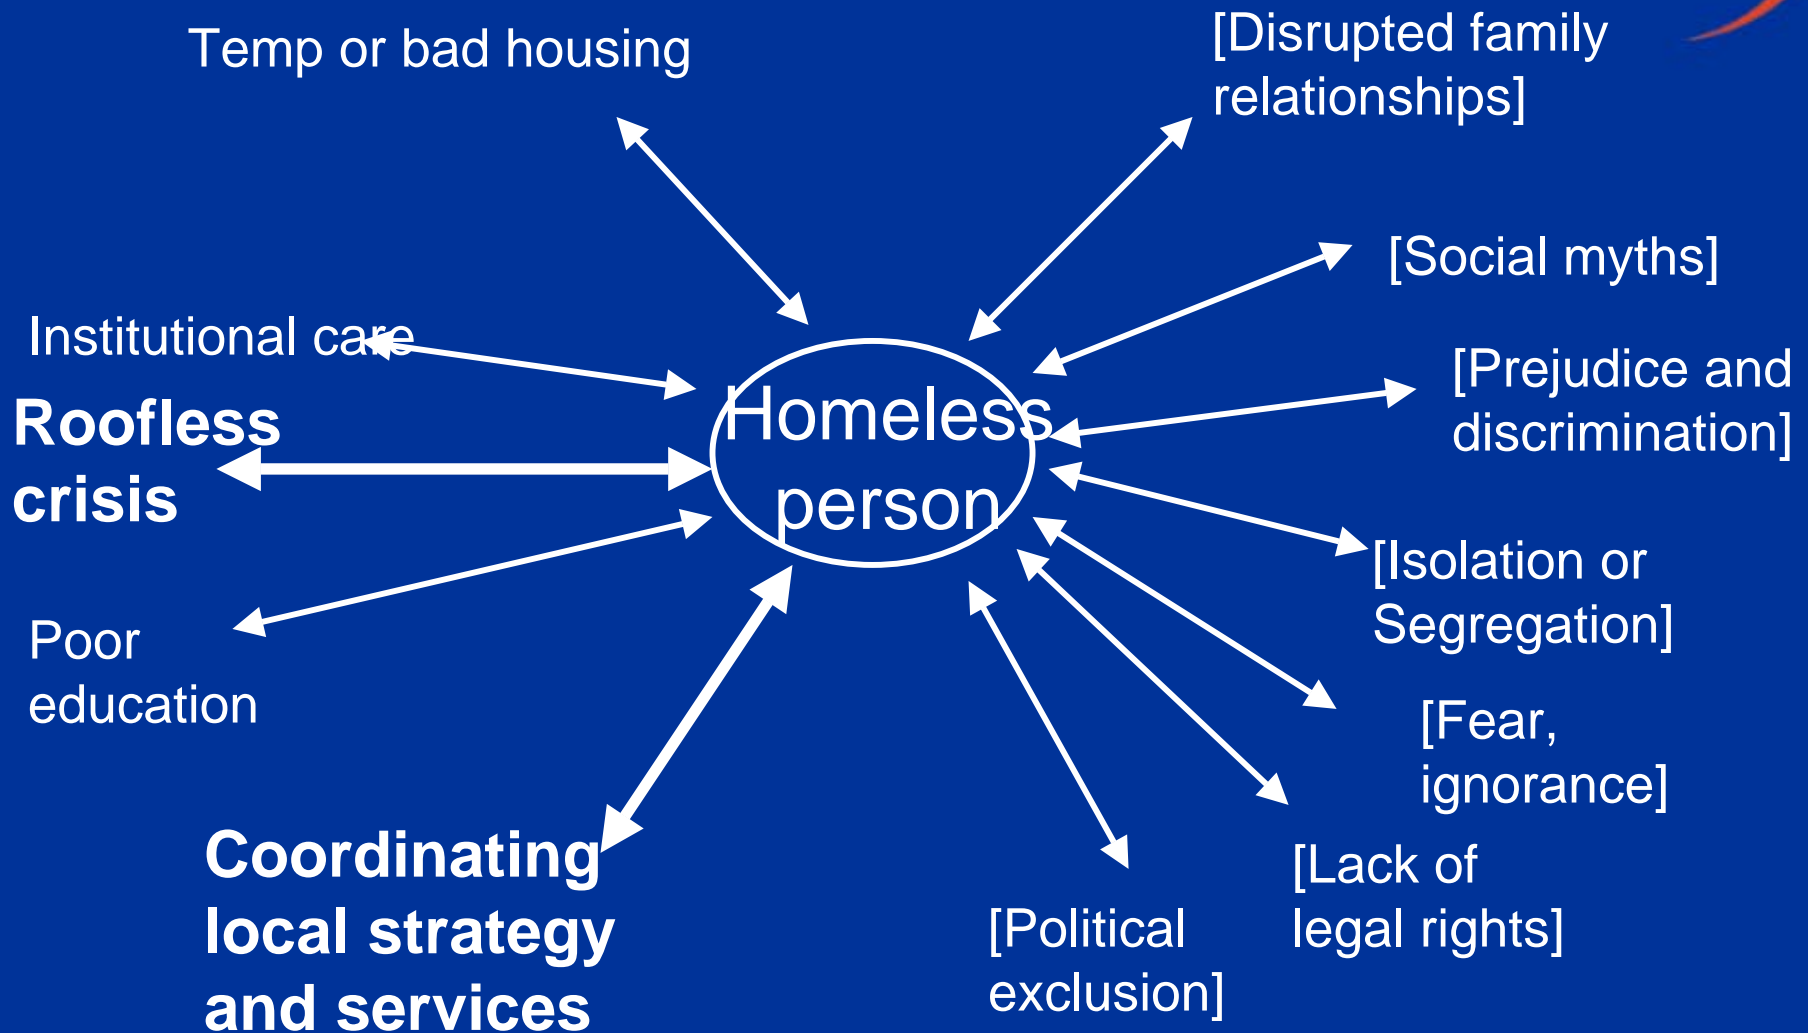 Temp or bad housing
[Disrupted family
relationships]
[Social myths]
Institutional care
[Prejudice and
discrimination]
Roofless
crisis
Homeless
person
[Isolation or
Segregation]
Poor
education
[Fear,
ignorance]
Coordinating
local strategy
and services
[Lack of
legal rights]
[Political
exclusion]